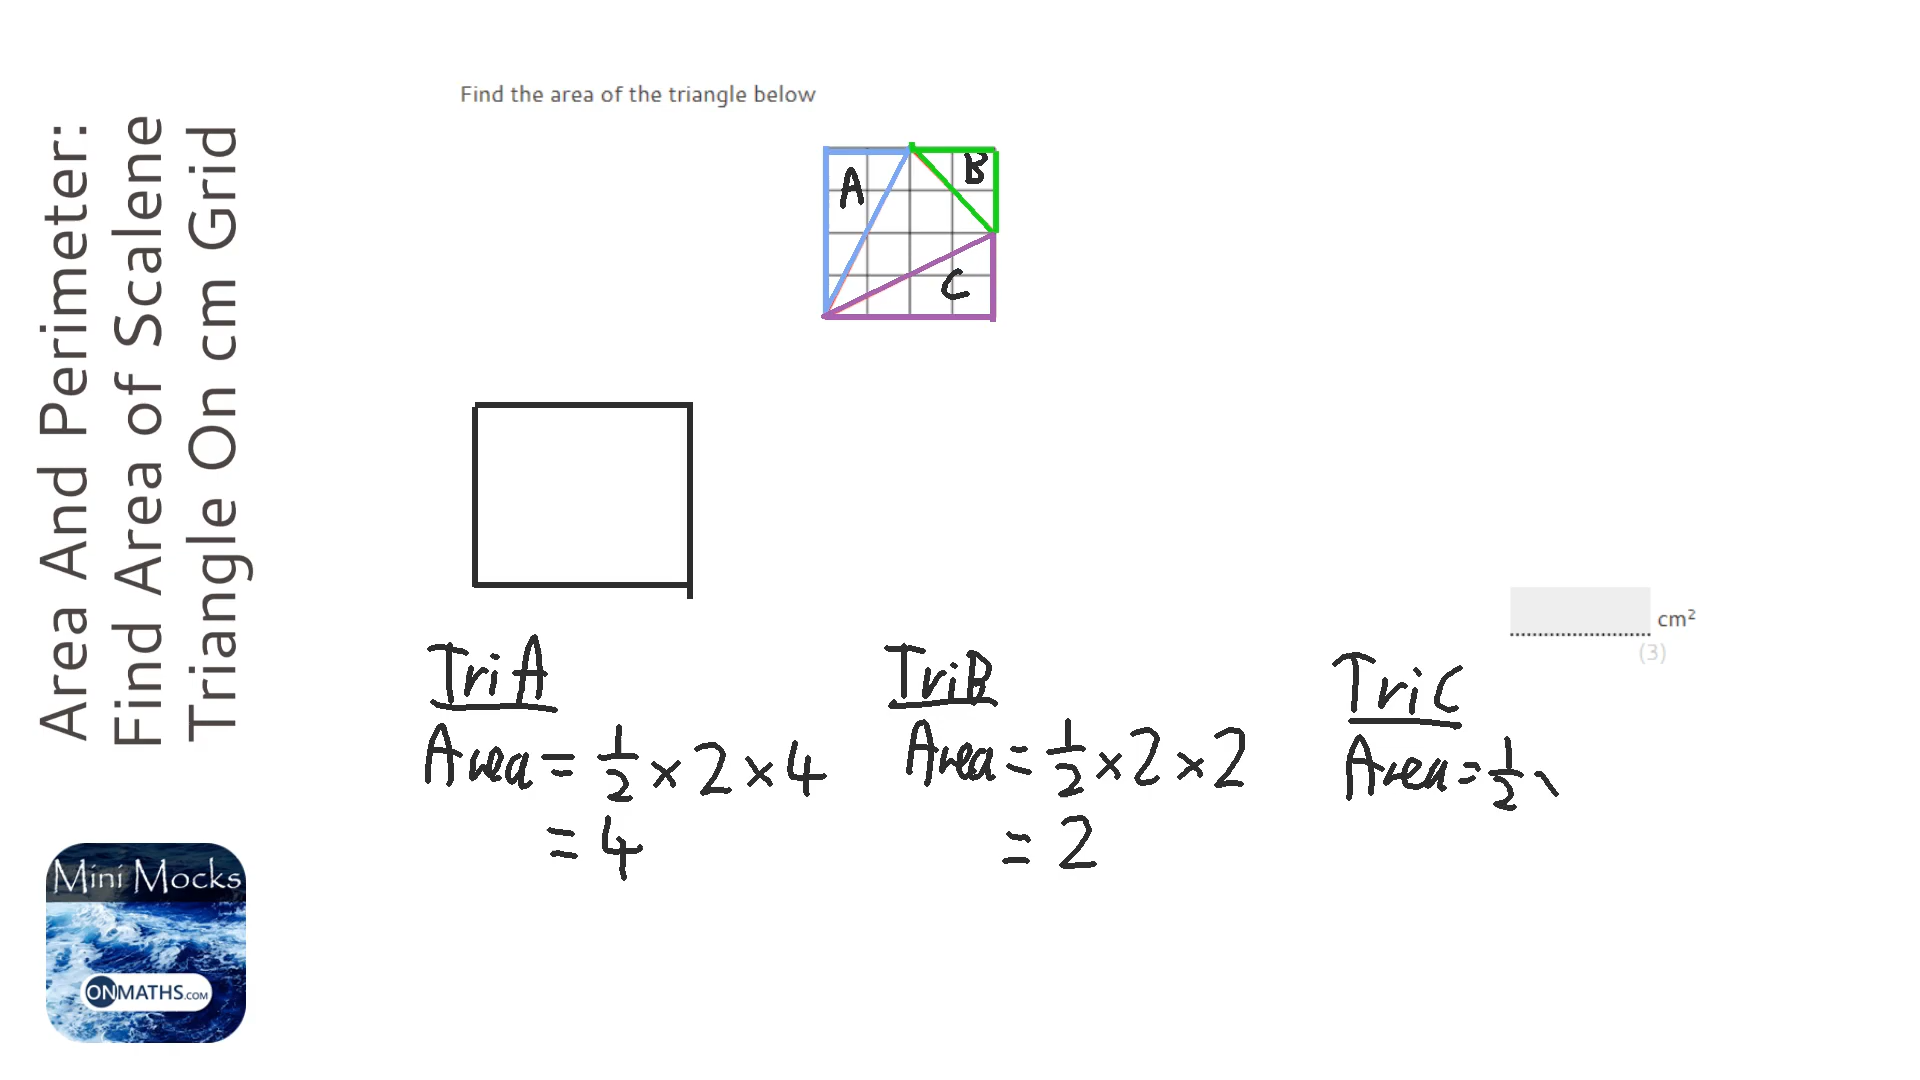 Area And Perimeter:
Find Area of Scalene
Triangle On cm Grid
Find the area of the triangle below
A
B
C
cm²
(3)
Tri A
Area = 1/2 × 2 × 4
= 4
Tri B
Area = 1/2 × 2 × 2
= 2
Tri C
Area = 1/2
Mini Mocks
ONMATHS.COM